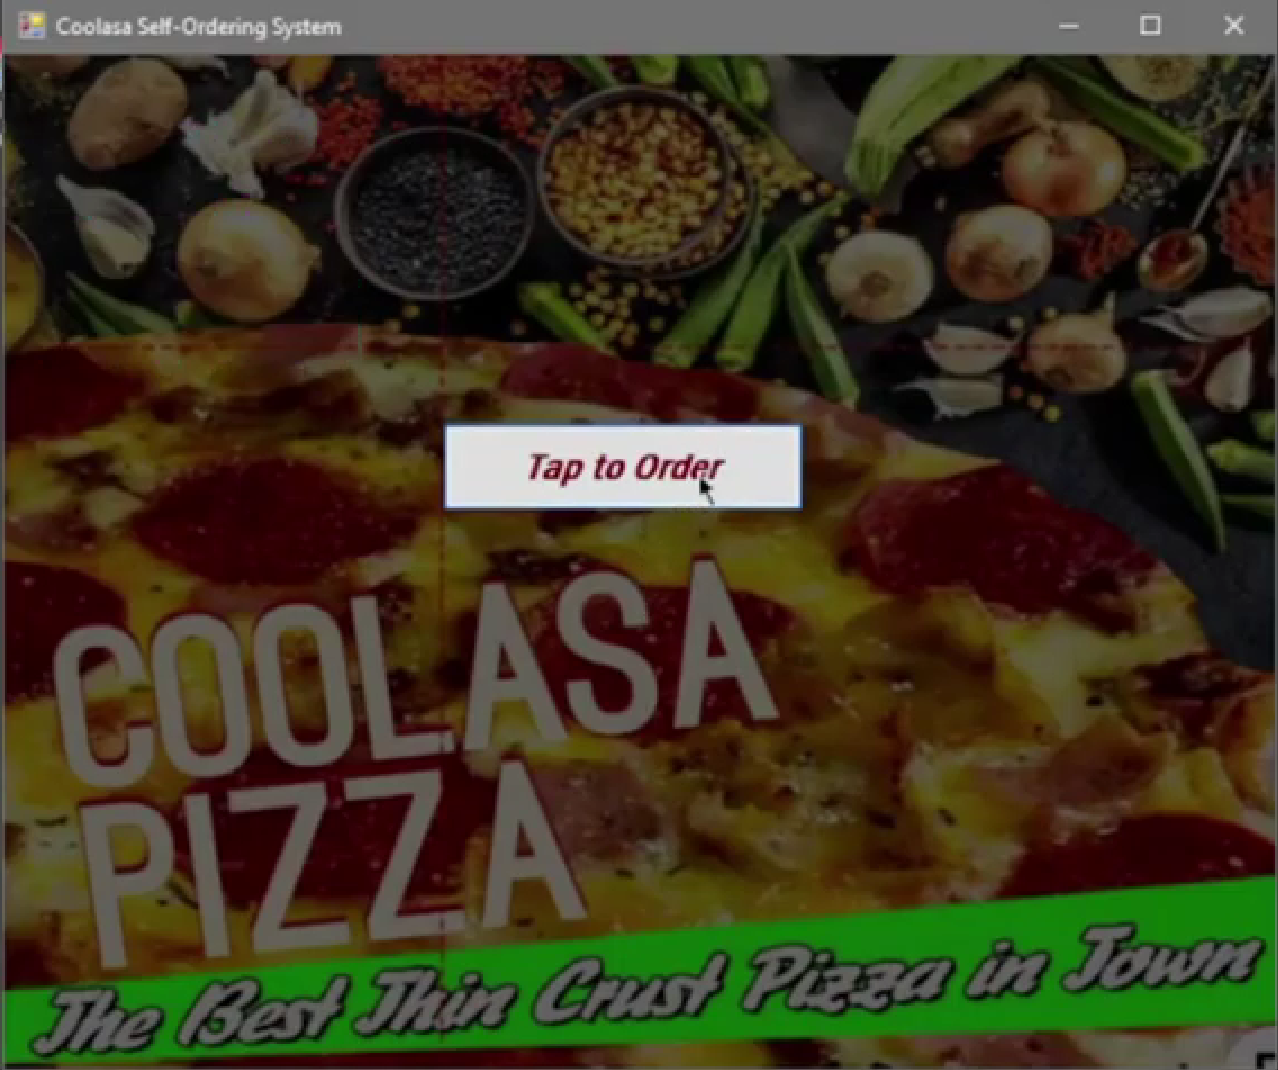 Coolasa Self-Ordering System
Tap to Order
COOLASA
PIZZA
The Best Thin Crust Pizza in Town